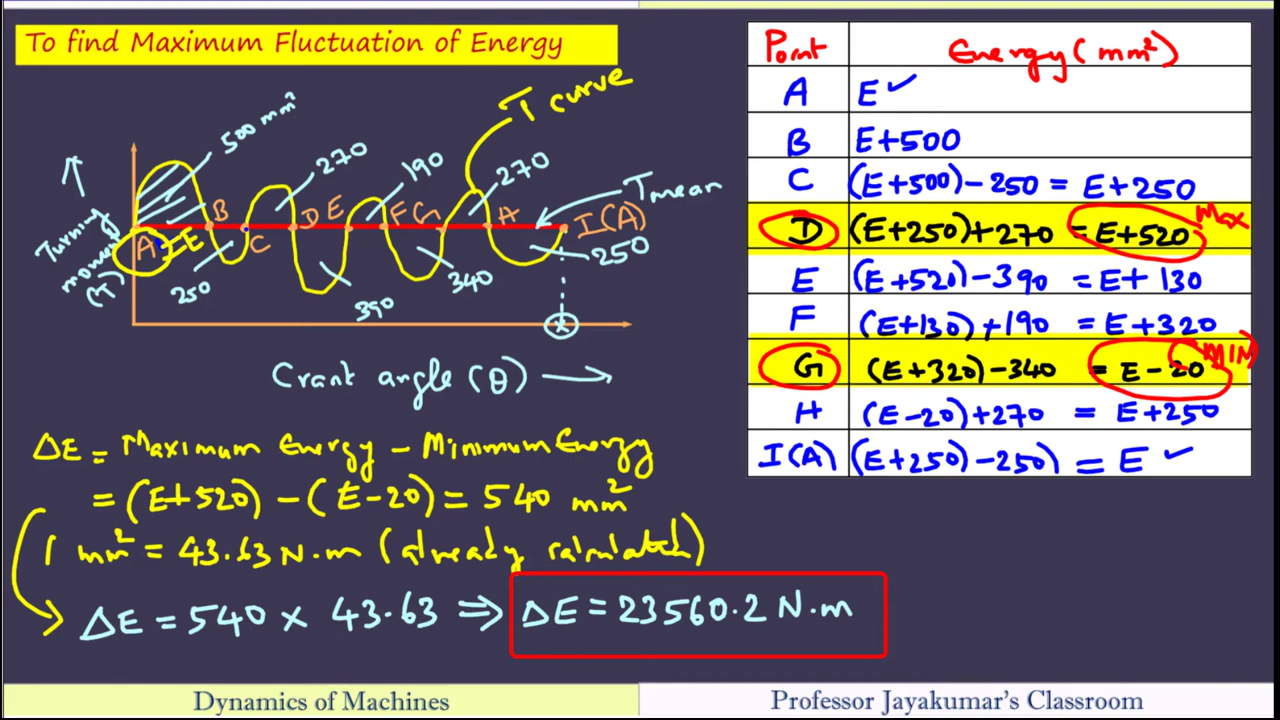 To find Maximum Fluctuation of Energy
500 mm²
270
190
270
T curve
Tmean
Turning
moment
(T)
A
= E
B
C
D
E
F
G
H
I(A)
250
390
340
250
Crank angle (θ)
ΔE = Maximum Energy - Minimum Energy
= (E+520) - (E-20) = 540 mm²
1 mm² = 43.63 N.m (already calculated)
ΔE = 540 × 43.63 ⇒ ΔE = 23560.2 N.m
Point Energy (mm²)
A E ✓
B E+500
C (E+500)-250 = E+250
D (E+250)+270 = E+520 Max
E (E+520)-390 = E+130
F (E+130)+190 = E+320
G (E+320)-340 = E-20 MIN
H (E-20)+270 = E+250
I(A) (E+250)-250) = E ✓
Dynamics of Machines
Professor Jayakumar's Classroom